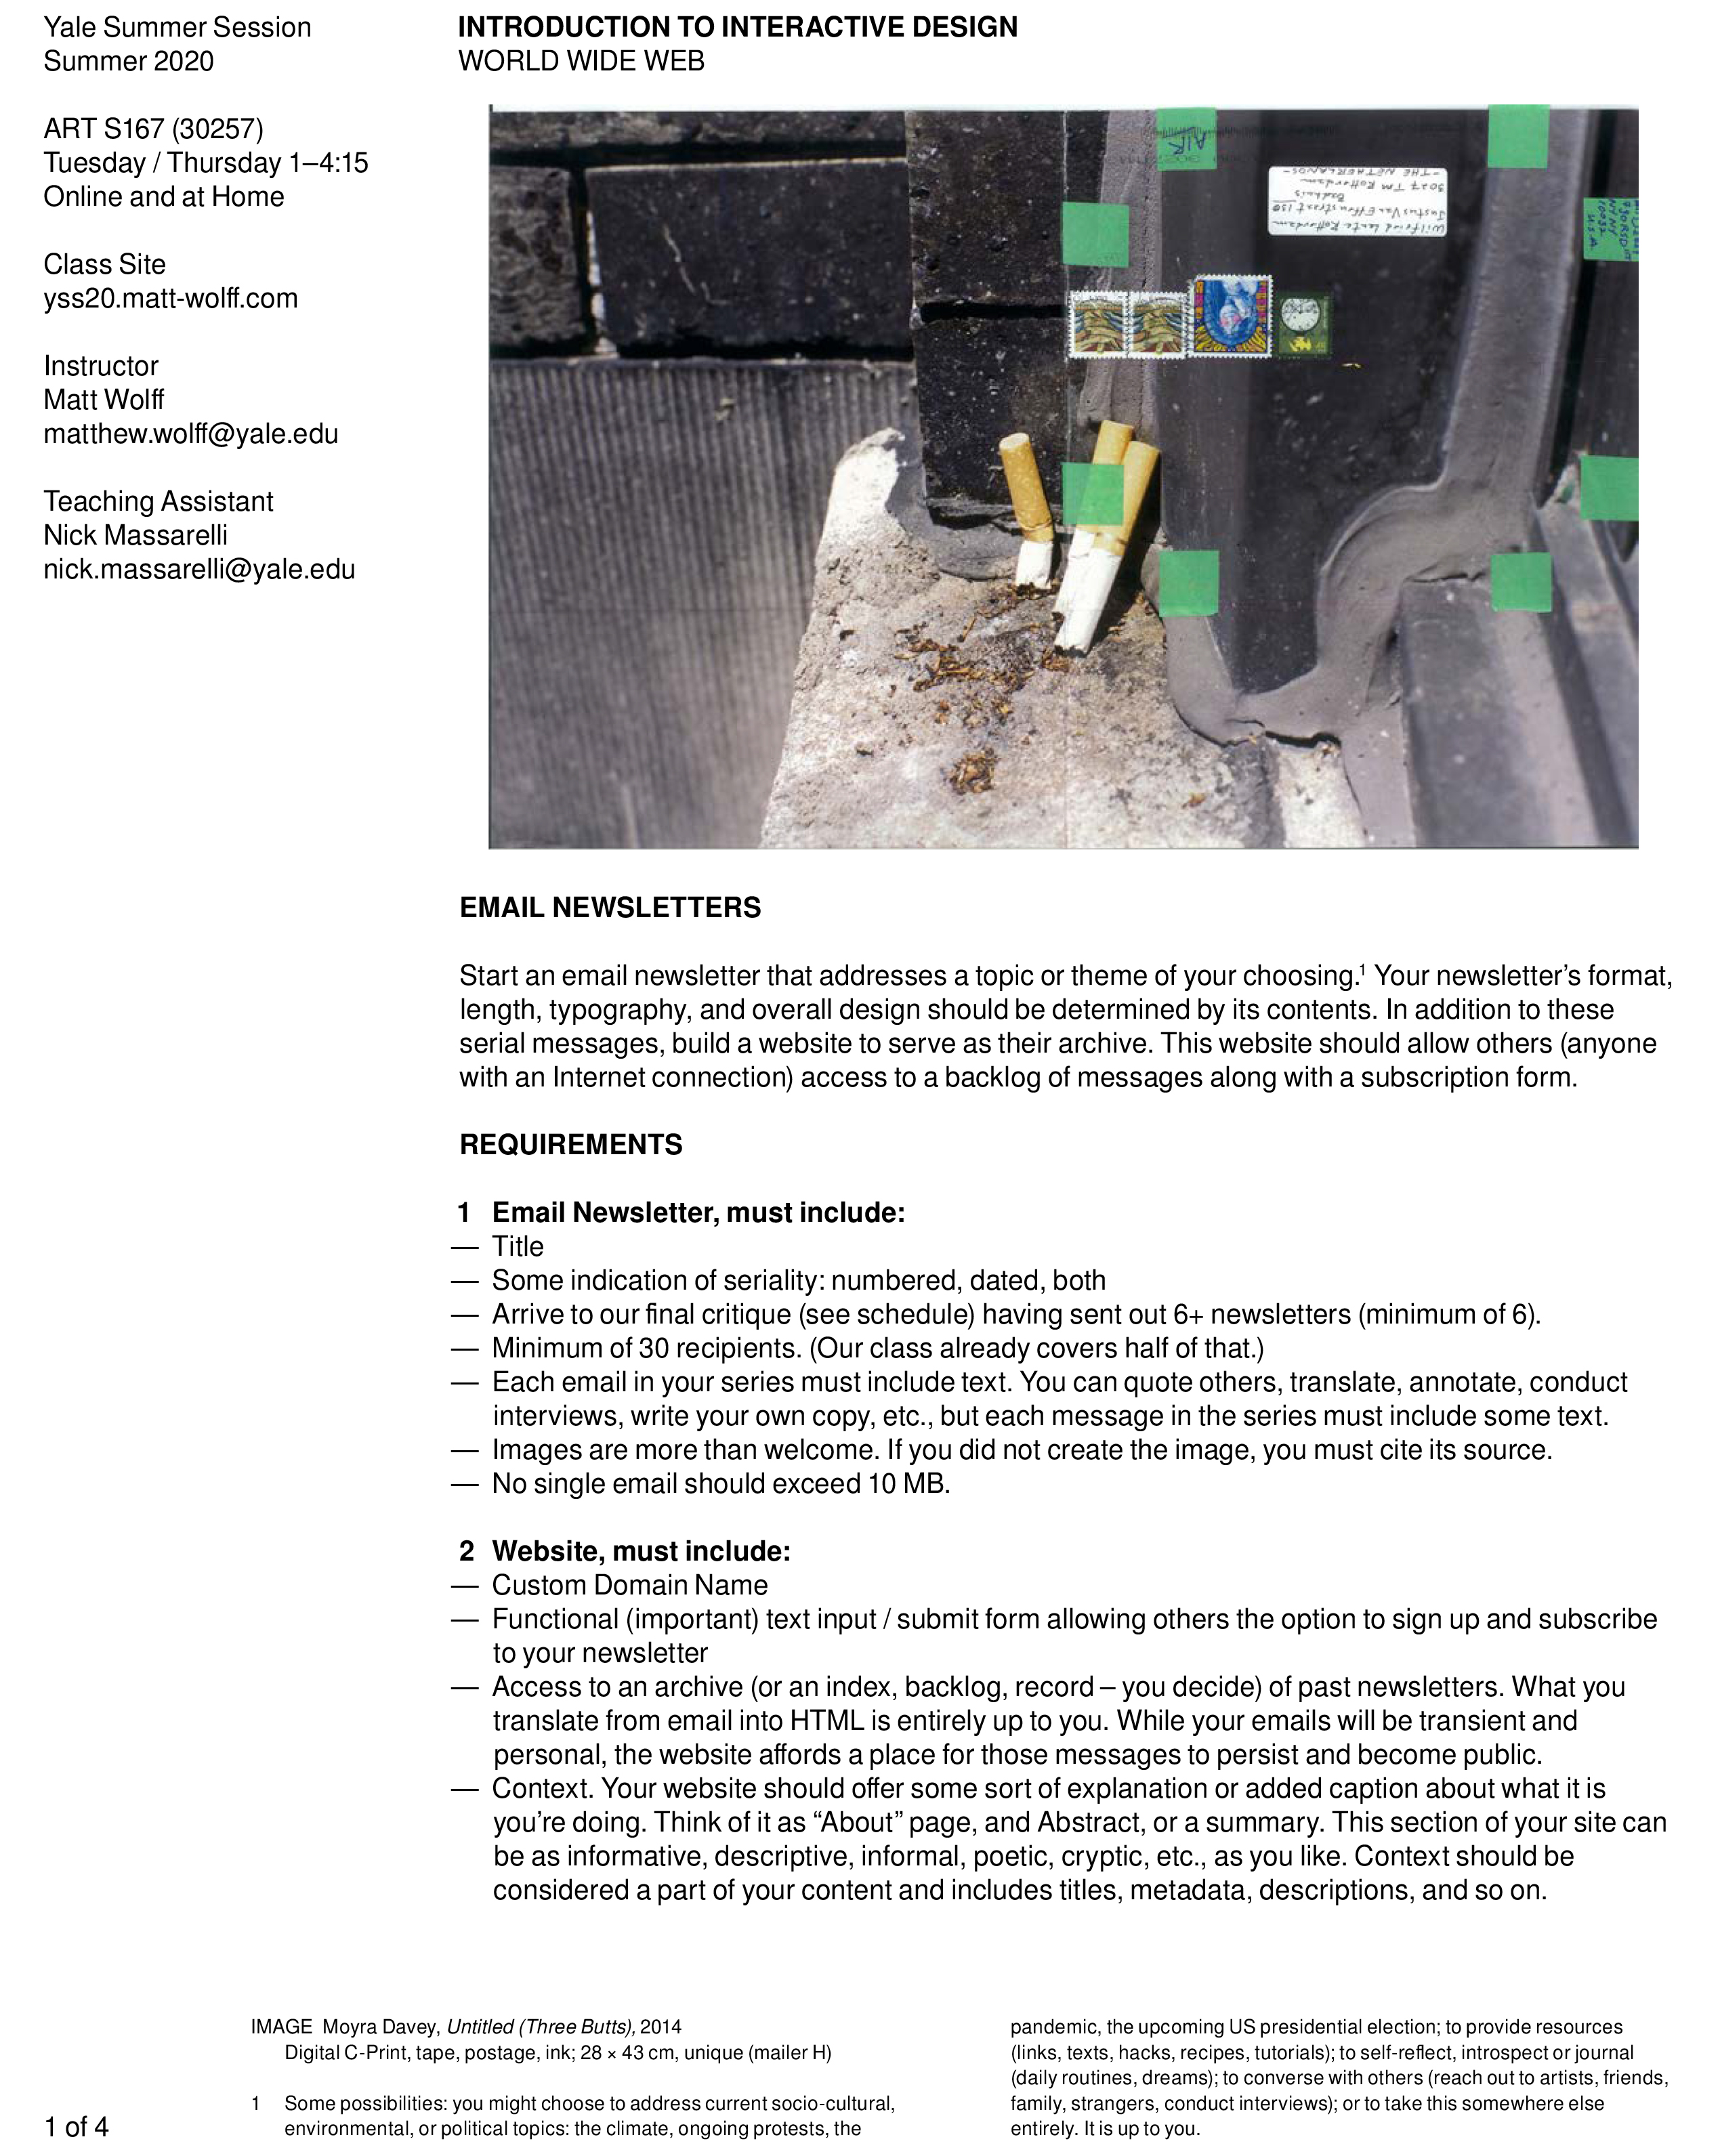 Yale Summer Session
Summer 2020
ART S167 (30257)
Tuesday / Thursday 1–4:15
Online and at Home
Class Site
yss20.matt-wolff.com
Instructor
Matt Wolff
matthew.wolff@yale.edu
Teaching Assistant
Nick Massarelli
nick.massarelli@yale.edu
INTRODUCTION TO INTERACTIVE DESIGN
WORLD WIDE WEB
AIR
Wilfried Lentz Rotterdam
Justus Van Effenstraat 150
Badhuis
3027 TM Rotterdam
-THE NETHERLANDS-
NY NY
10032
U.S.A.
EMAIL NEWSLETTERS
Start an email newsletter that addresses a topic or theme of your choosing.1 Your newsletter’s format,
length, typography, and overall design should be determined by its contents. In addition to these
serial messages, build a website to serve as their archive. This website should allow others (anyone
with an Internet connection) access to a backlog of messages along with a subscription form.
REQUIREMENTS
1 Email Newsletter, must include:
— Title
— Some indication of seriality: numbered, dated, both
— Arrive to our final critique (see schedule) having sent out 6+ newsletters (minimum of 6).
— Minimum of 30 recipients. (Our class already covers half of that.)
— Each email in your series must include text. You can quote others, translate, annotate, conduct
interviews, write your own copy, etc., but each message in the series must include some text.
— Images are more than welcome. If you did not create the image, you must cite its source.
— No single email should exceed 10 MB.
2 Website, must include:
— Custom Domain Name
— Functional (important) text input / submit form allowing others the option to sign up and subscribe
to your newsletter
— Access to an archive (or an index, backlog, record – you decide) of past newsletters. What you
translate from email into HTML is entirely up to you. While your emails will be transient and
personal, the website affords a place for those messages to persist and become public.
— Context. Your website should offer some sort of explanation or added caption about what it is
you’re doing. Think of it as “About” page, and Abstract, or a summary. This section of your site can
be as informative, descriptive, informal, poetic, cryptic, etc., as you like. Context should be
considered a part of your content and includes titles, metadata, descriptions, and so on.
IMAGE Moyra Davey, Untitled (Three Butts), 2014
Digital C-Print, tape, postage, ink; 28 × 43 cm, unique (mailer H)
1 Some possibilities: you might choose to address current socio-cultural,
environmental, or political topics: the climate, ongoing protests, the
pandemic, the upcoming US presidential election; to provide resources
(links, texts, hacks, recipes, tutorials); to self-reflect, introspect or journal
(daily routines, dreams); to converse with others (reach out to artists, friends,
family, strangers, conduct interviews); or to take this somewhere else
entirely. It is up to you.
1 of 4